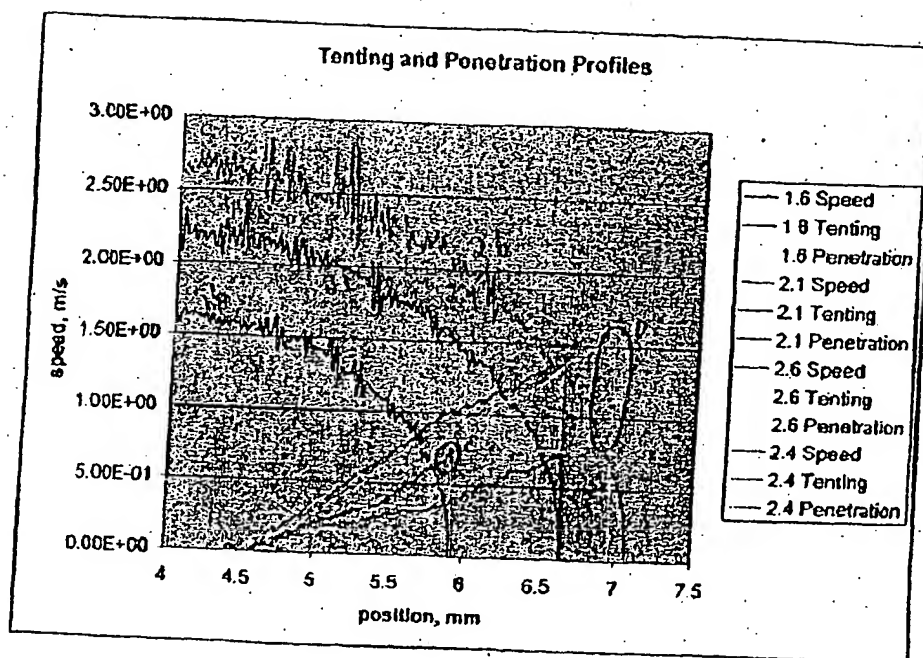 Tenting and Penetration Profiles
3.00E+00
2.50E+00
2.00E+00
1.50E+00
1.00E+00
5.00E-01
0.00E+00
speed, m/s
4 4.5 5 5.5 6 6.5 7 7.5
position, mm
1.6 Speed
1.6 Tenting
1.6 Penetration
2.1 Speed
2.1 Tenting
2.1 Penetration
2.6 Speed
2.6 Tenting
2.6 Penetration
2.4 Speed
2.4 Tenting
2.4 Penetration
C